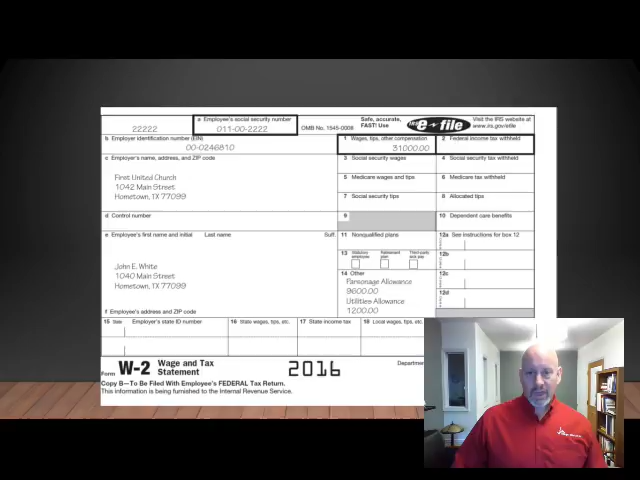 22222
a Employee's social security number
011-00-2222
OMB No. 1545-0008
Safe, accurate,
FAST! Use
IRS e-file
Visit the IRS website at
www.irs.gov/efile
b Employer identification number (EIN)
00-0246810
1 Wages, tips, other compensation
31000.00
2 Federal income tax withheld
c Employer's name, address, and ZIP code
First United Church
1042 Main Street
Hometown, TX 77099
3 Social security wages
4 Social security tax withheld
5 Medicare wages and tips
6 Medicare tax withheld
7 Social security tips
8 Allocated tips
d Control number
9
10 Dependent care benefits
e Employee's first name and initial
Last name
Suff.
11 Nonqualified plans
12a See instructions for box 12
13
Statutory employee
Retirement plan
Third-party sick pay
12b
John E. White
1040 Main Street
Hometown, TX 77099
14 Other
Parsonage Allowance
9600.00
Utilities Allowance
1200.00
12c
12d
f Employee's address and ZIP code
15 State
Employer's state ID number
16 State wages, tips, etc.
17 State income tax
18 Local wages, tips, etc.
Form W-2 Wage and Tax
Statement
2016
Copy B—To Be Filed With Employee's FEDERAL Tax Return.
This information is being furnished to the Internal Revenue Service.